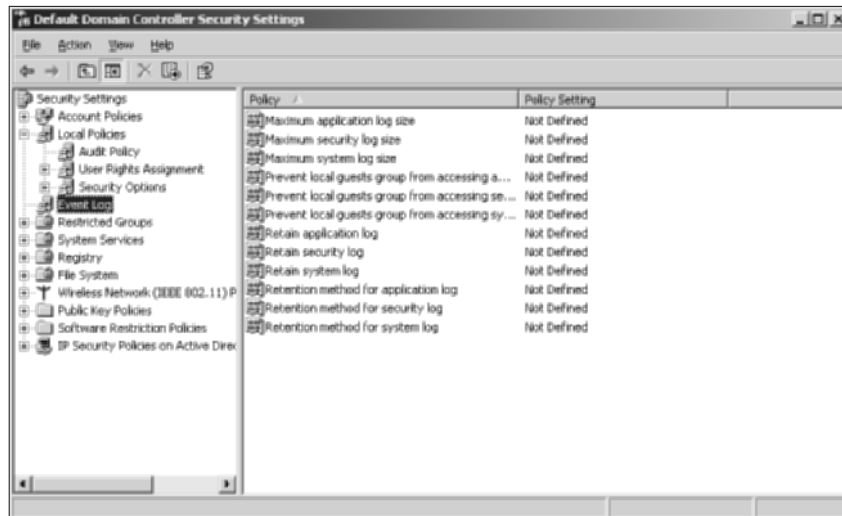 Default Domain Controller Security Settings
File Action View Help
Security Settings
Account Policies
Local Policies
Audit Policy
User Rights Assignment
Security Options
Event Log
Restricted Groups
System Services
Registry
File System
Wireless Network (IEEE 802.11) P
Public Key Policies
Software Restriction Policies
IP Security Policies on Active Direc
Policy Policy Setting
Maximum application log size Not Defined
Maximum security log size Not Defined
Maximum system log size Not Defined
Prevent local guests group from accessing a... Not Defined
Prevent local guests group from accessing se... Not Defined
Prevent local guests group from accessing sy... Not Defined
Retain application log Not Defined
Retain security log Not Defined
Retain system log Not Defined
Retention method for application log Not Defined
Retention method for security log Not Defined
Retention method for system log Not Defined